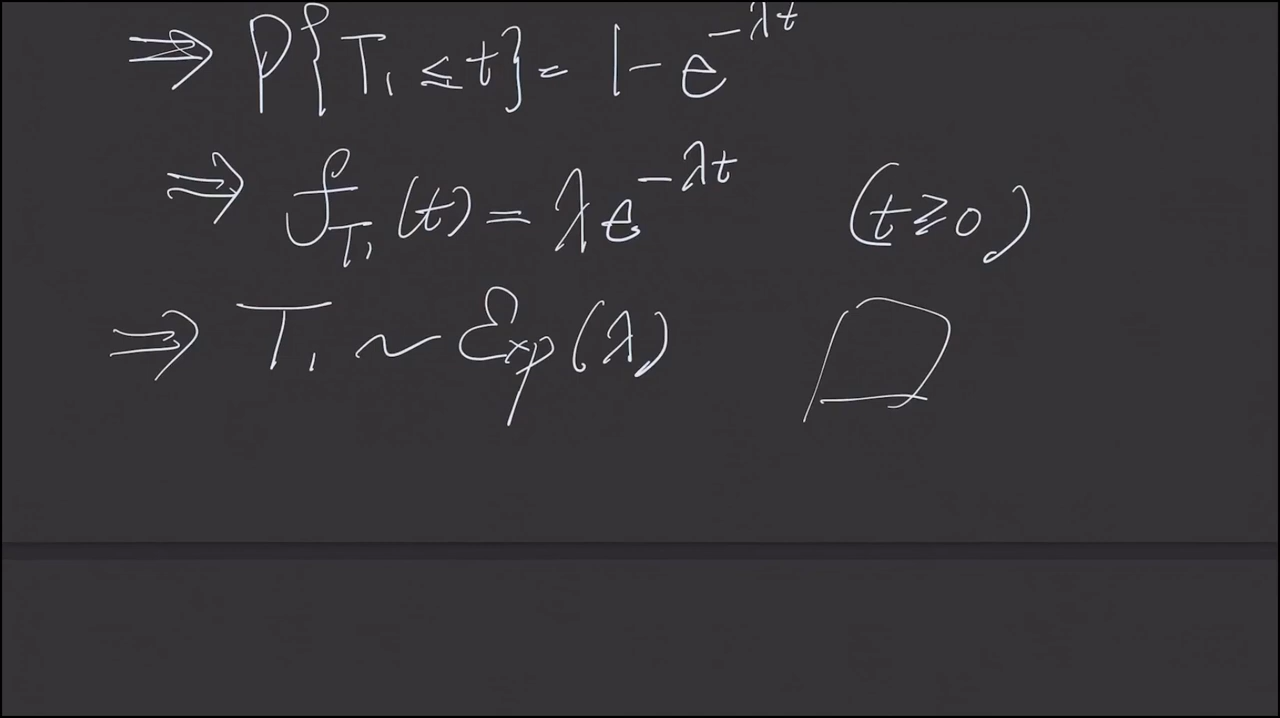 ⇒ P{T₁ ≤ t} = 1 - e^{-λt}
⇒ f_{T₁}(t) = λe^{-λt} (t ≥ 0)
⇒ T₁ ~ Exp(λ) □